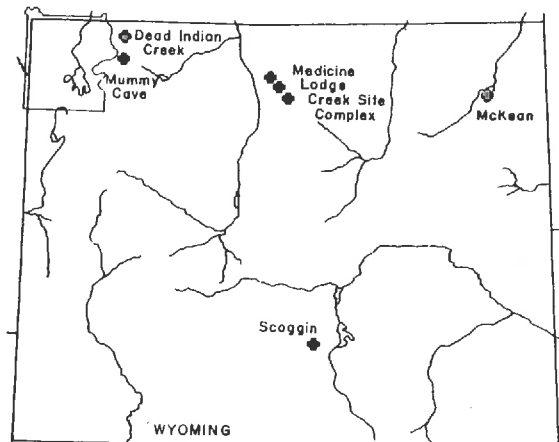 Dead Indian
Creek
Mummy
Cave
Medicine
Lodge
Creek Site
Complex
McKean
Scoggin
WYOMING